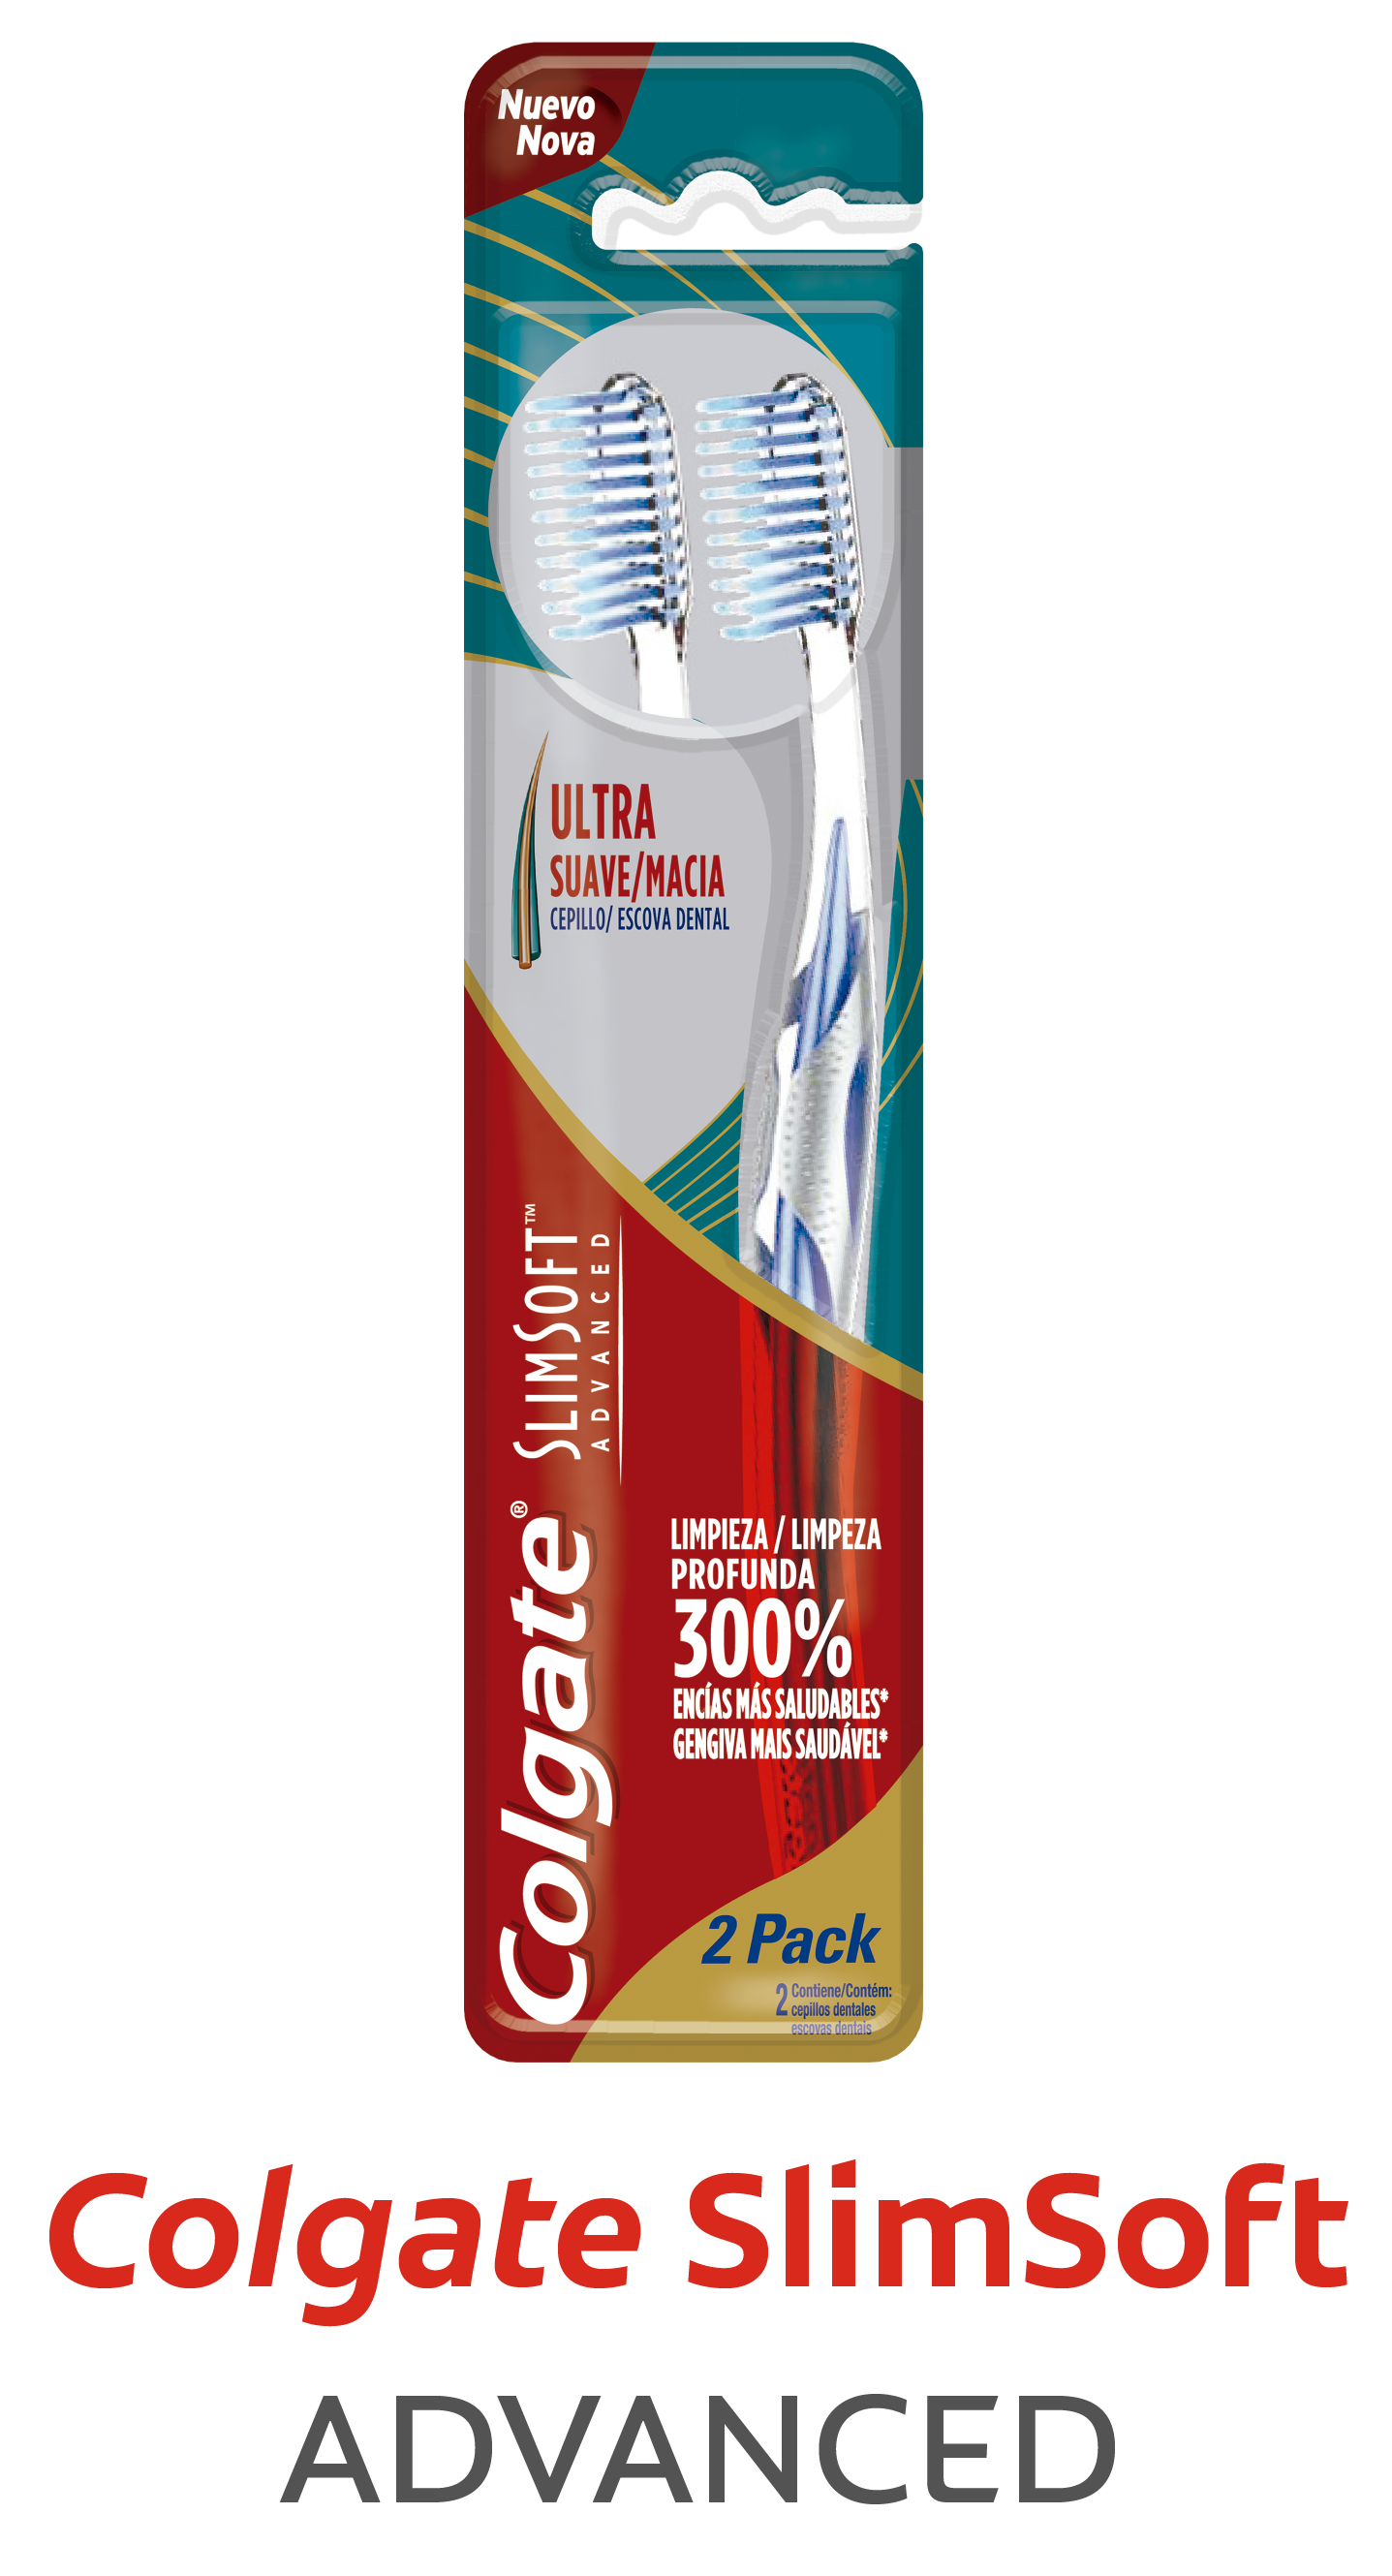 Nuevo
Nova
ULTRA
SUAVE/MACIA
CEPILLO/ ESCOVA DENTAL
Colgate® SLIMSOFT™
ADVANCED
LIMPIEZA / LIMPEZA
PROFUNDA
300%
ENCÍAS MÁS SALUDABLES*
GENGIVA MAIS SAUDÁVEL*
2 Pack
2 Contiene/Contém:
cepillos dentales
escovas dentais
Colgate SlimSoft
ADVANCED